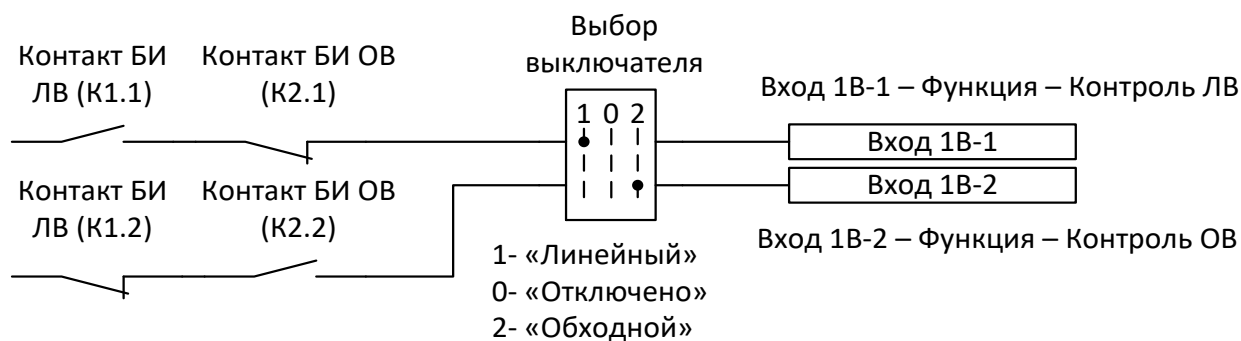 Контакт БИ
ЛВ (К1.1)
Контакт БИ ОВ
(К2.1)
Выбор
выключателя
1 0 2
Вход 1В-1 – Функция – Контроль ЛВ
Вход 1В-1
Вход 1В-2
Вход 1В-2 – Функция – Контроль ОВ
Контакт БИ
ЛВ (К1.2)
Контакт БИ ОВ
(К2.2)
1- «Линейный»
0- «Отключено»
2- «Обходной»